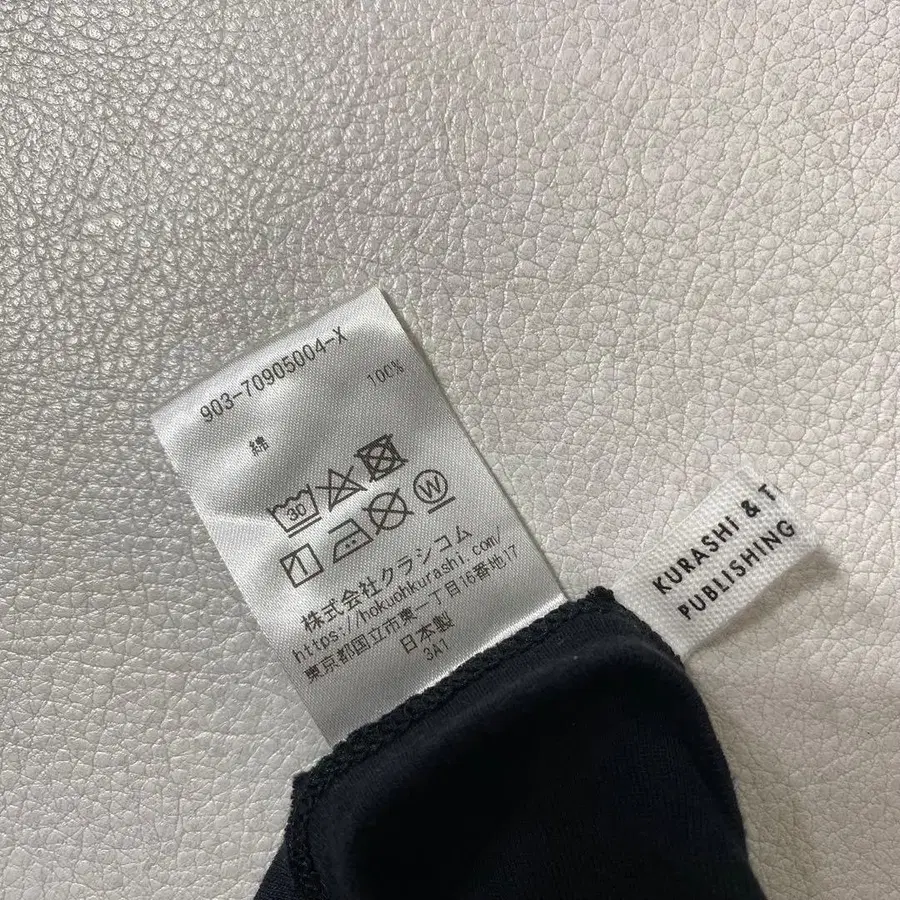 903-70905004-X
綿 100%
30
W
株式会社クラシコム
https://hokuohkurashi.com/
東京都国立市東一丁目16番地17
日本製
3A1
KURASHI & T
PUBLISHING